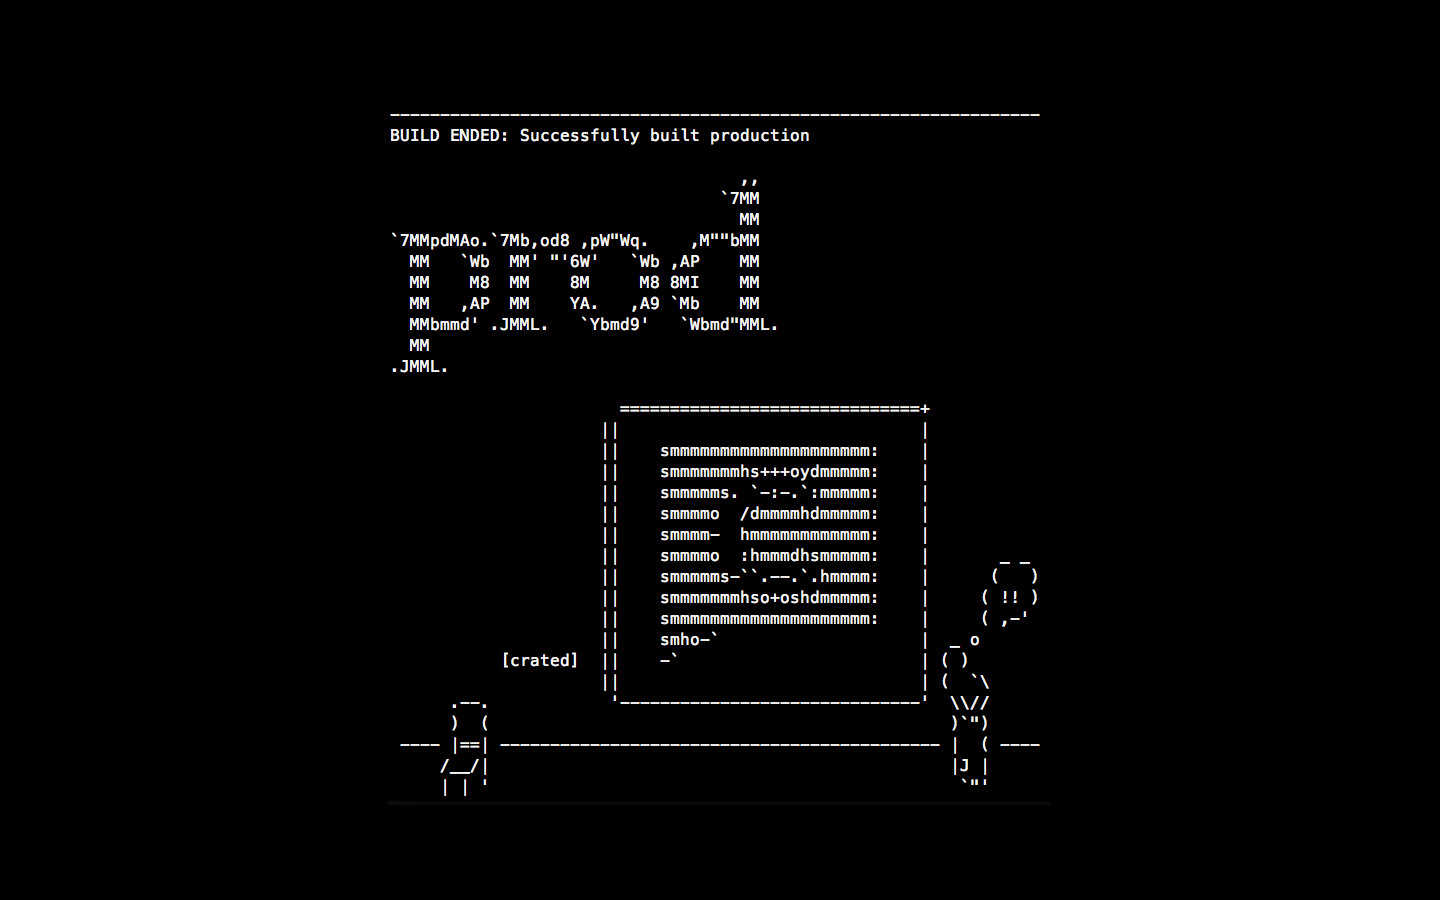 ----------------------------------------------------------------- 
BUILD ENDED: Successfully built production

                                   ,,
                                 `7MM
                                   MM
`7MMpdMAo.`7Mb,od8 ,pW"Wq.    ,M""bMM
  MM   `Wb  MM' "'6W'   `Wb ,AP    MM
  MM    M8  MM    8M     M8 8MI    MM
  MM   ,AP  MM    YA.   ,A9 `Mb    MM
  MMbmmd' .JMML.   `Ybmd9'   `Wbmd"MML.
  MM
.JMML.

                       ==============================+
                     ||                              |
                     ||    smmmmmmmmmmmmmmmmmmmm:    |
                     ||    smmmmmmmhs+++oydmmmmm:    |
                     ||    smmmmms. `-:-.`:mmmmm:    |
                     ||    smmmmo  /dmmmmhdmmmmm:    |
                     ||    smmmm-  hmmmmmmmmmmmm:    |
                     ||    smmmmo  :hmmmdhsmmmmm:    |       _ _
                     ||    smmmmms-``.--.`.hmmmm:    |      (   )
                     ||    smmmmmmmhso+oshdmmmmm:    |     ( !! )
                     ||    smmmmmmmmmmmmmmmmmmmm:    |     ( ,-'
                     ||    smho-`                    |  _ o
           [crated]  ||    -`                        | ( )
                     ||                              | (  `\
      .--.            '------------------------------'  \\//
      )  (                                              )`")
 ---- |==| -------------------------------------------- |  ( ----
     /__/|                                              |J |
     | | '                                               `"'